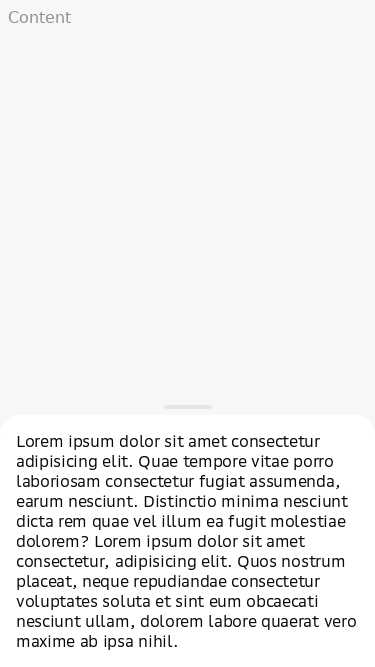 Content
Lorem ipsum dolor sit amet consectetur
adipisicing elit. Quae tempore vitae porro
laboriosam consectetur fugiat assumenda,
earum nesciunt. Distinctio minima nesciunt
dicta rem quae vel illum ea fugit molestiae
dolorem? Lorem ipsum dolor sit amet
consectetur, adipisicing elit. Quos nostrum
placeat, neque repudiandae consectetur
voluptates soluta et sint eum obcaecati
nesciunt ullam, dolorem labore quaerat vero
maxime ab ipsa nihil.